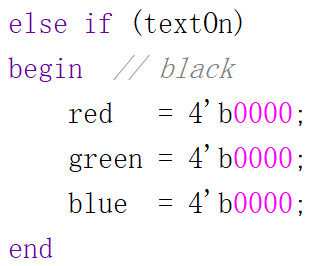 else if (textOn)
begin  // black
    red   = 4'b0000;
    green = 4'b0000;
    blue  = 4'b0000;
end